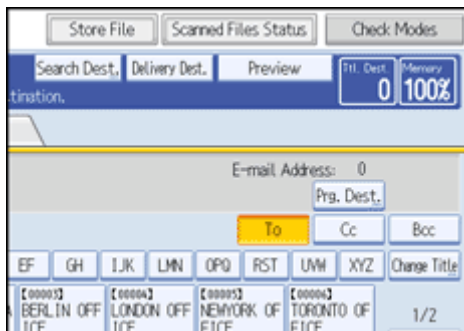 Store File Scanned Files Status Check Modes
Search Dest. Delivery Dest. Preview Ttl. Dest. Memory
tination. 0 100%
E-mail Address: 0
Prg. Dest.
To Cc Bcc
EF GH IJK LMN OPQ RST UVW XYZ Change Title
【00003】 【00004】 【00005】 【00006】
BERLIN OFF LONDON OFF NEWYORK OF TORONTO OF 1/2
ICE ICE FICE FICE